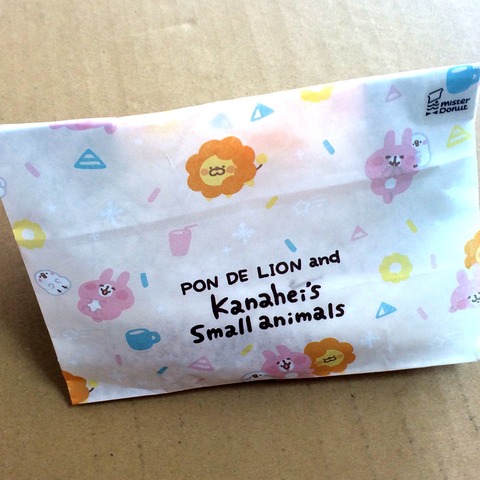 mister
Donut
PON DE LION and
Kanahei's
Small animals